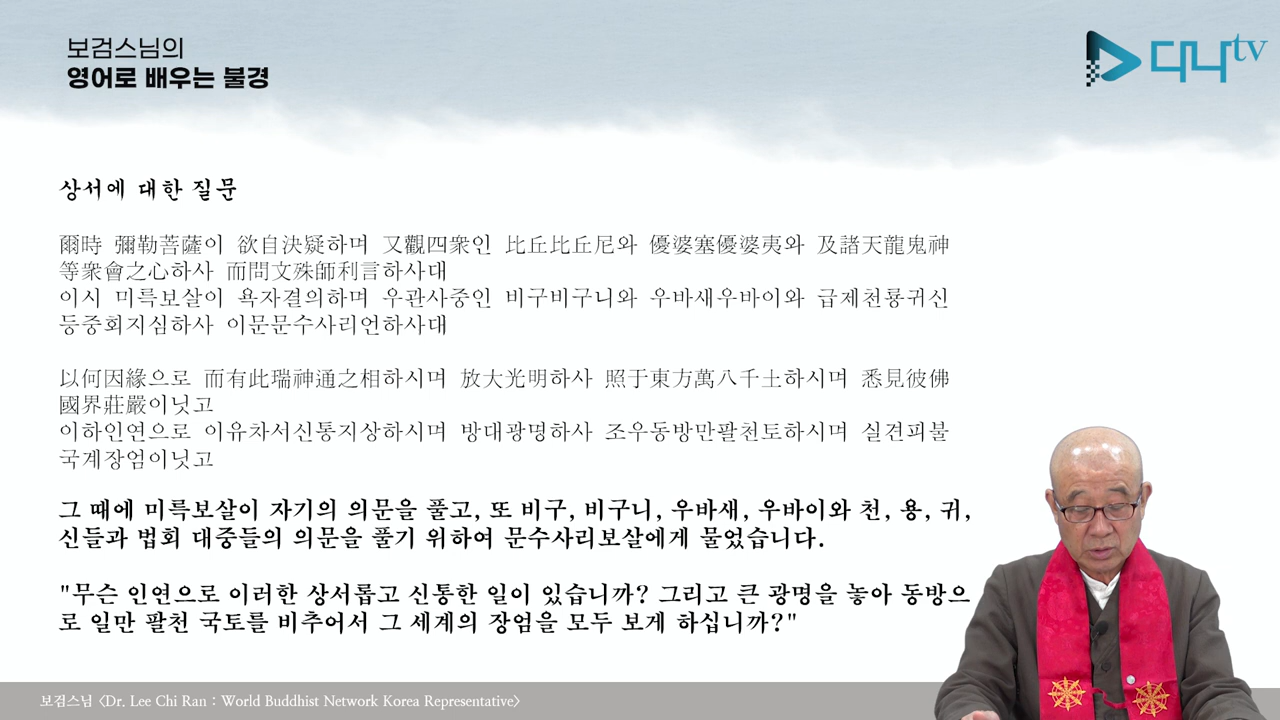 보검스님의
영어로 배우는 불경
디나tv
상서에 대한 질문
爾時 彌勒菩薩이 欲自決疑하며 又觀四衆인 比丘比丘尼와 優婆塞優婆夷와 及諸天龍鬼神
等衆會之心하사 而問文殊師利言하사대
이시 미륵보살이 욕자결의하며 우관사중인 비구비구니와 우바새우바이와 급제천룡귀신
등중회지심하사 이문문수사리언하사대
以何因緣으로 而有此瑞神通之相하시며 放大光明하사 照于東方萬八千土하시며 悉見彼佛
國界莊嚴이닛고
이하인연으로 이유차서신통지상하시며 방대광명하사 조우동방만팔천토하시며 실견피불
국계장엄이닛고
그 때에 미륵보살이 자기의 의문을 풀고, 또 비구, 비구니, 우바새, 우바이와 천, 용, 귀,
신들과 법회 대중들의 의문을 풀기 위하여 문수사리보살에게 물었습니다.
"무슨 인연으로 이러한 상서롭고 신통한 일이 있습니까? 그리고 큰 광명을 놓아 동방으
로 일만 팔천 국토를 비추어서 그 세계의 장엄을 모두 보게 하십니까?"
보검스님 <Dr. Lee Chi Ran : World Buddhist Network Korea Representative>